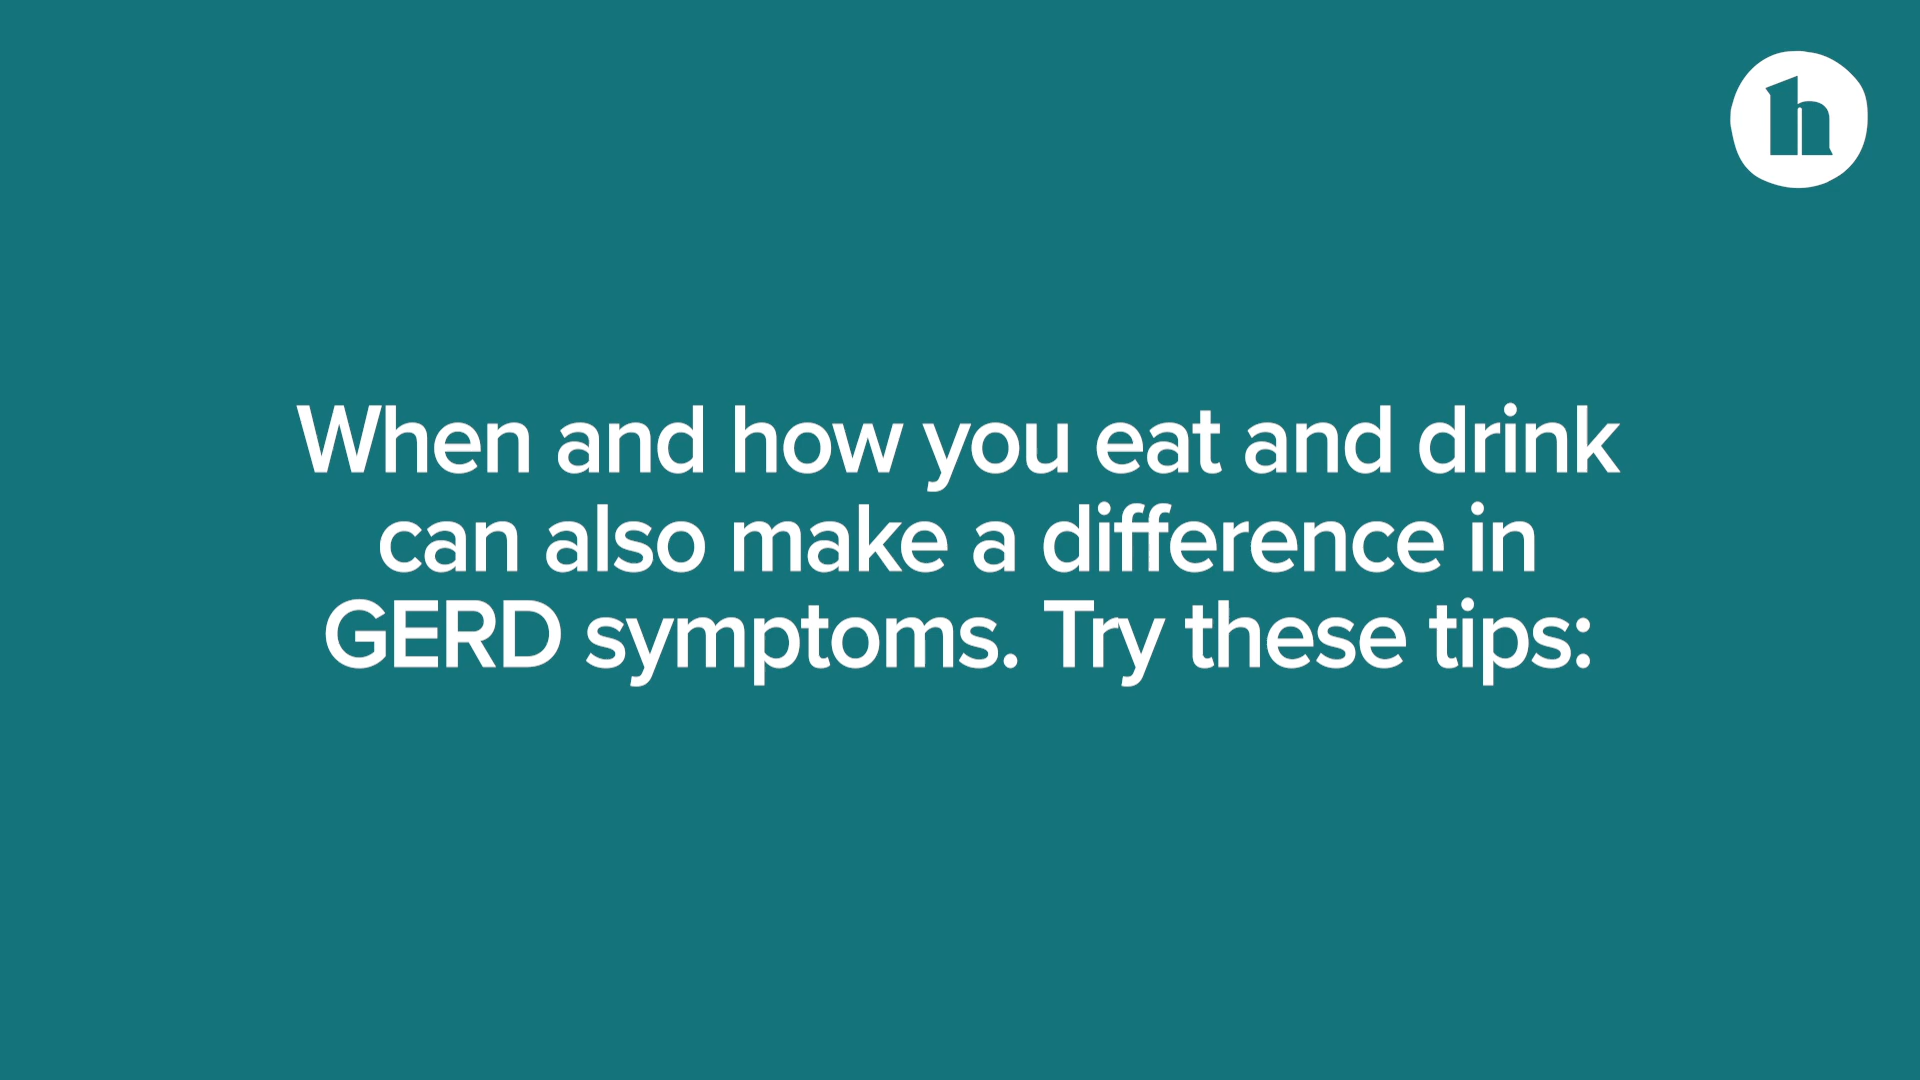 h
When and how you eat and drink
can also make a difference in
GERD symptoms. Try these tips: